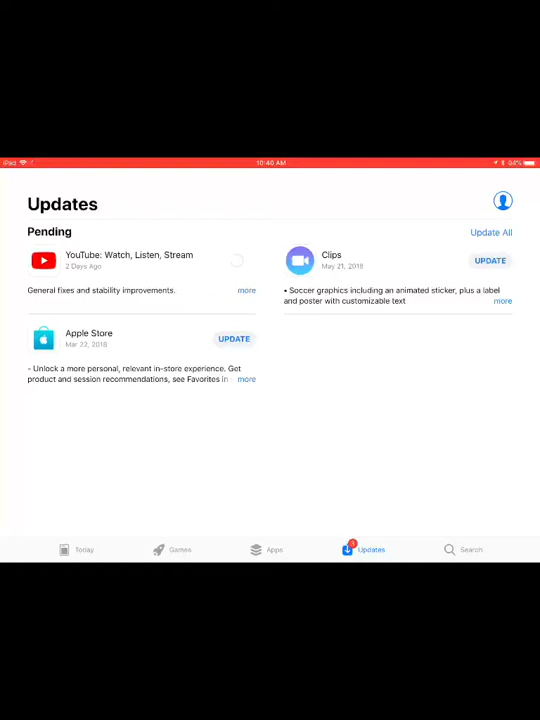 iPad 10:40 AM 94%
Updates
Pending Update All
YouTube: Watch, Listen, Stream
2 Days Ago
General fixes and stability improvements. more
Clips
May 21, 2018
UPDATE
• Soccer graphics including an animated sticker, plus a label
and poster with customizable text more
Apple Store
Mar 22, 2018
UPDATE
- Unlock a more personal, relevant in-store experience. Get
product and session recommendations, see Favorites in more
Today Games Apps 3 Updates Search